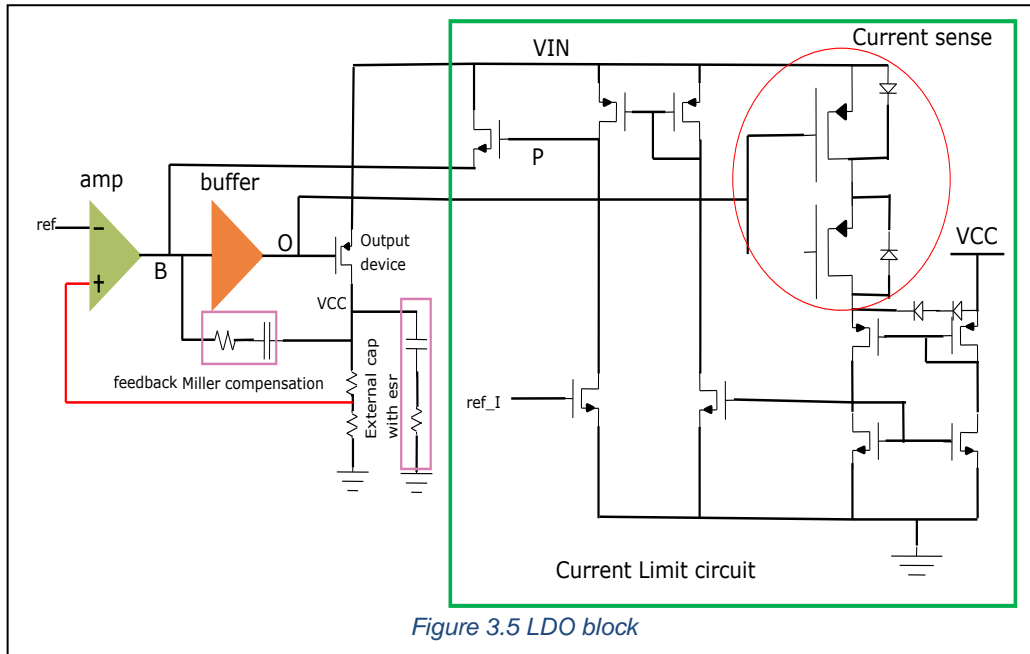 Current sense
VIN
P
amp
buffer
ref
-
+
B
O
Output
device
VCC
VCC
feedback Miller compensation
External cap
with esr
ref_I
Current Limit circuit
Figure 3.5 LDO block